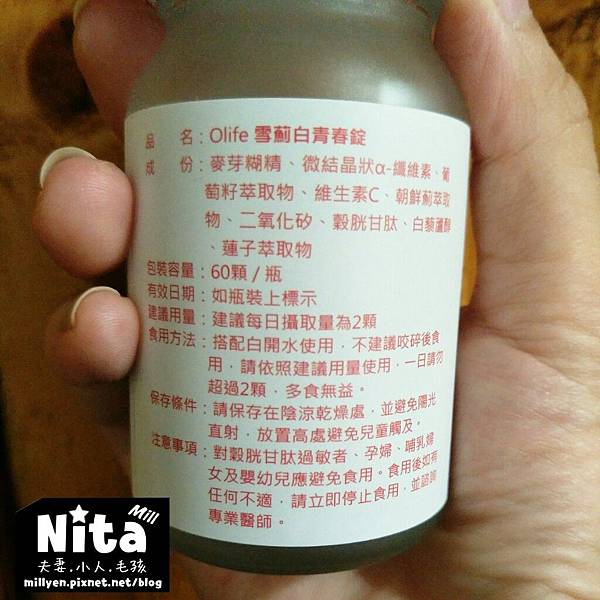 品　　名：Olife 雪薊白青春錠
成　　份：麥芽糊精、微結晶狀α-纖維素、葡
萄籽萃取物、維生素C、朝鮮薊萃取
物、二氧化矽、穀胱甘肽、白藜蘆醇
、蓮子萃取物
包裝容量：60顆／瓶
有效日期：如瓶裝上標示
建議用量：建議每日攝取量為2顆
食用方法：搭配白開水使用，不建議咬碎後食
用，請依照建議用量使用，一日請勿
超過2顆，多食無益。
保存條件：請保存在陰涼乾燥處，並避免陽光
直射，放置高處避免兒童觸及。
注意事項：對穀胱甘肽過敏者、孕婦、哺乳婦
女及嬰幼兒應避免食用。食用後如有
任何不適，請立即停止食用，並諮詢
專業醫師。
Nita Mill
夫妻.小人.毛孩
millyen.pixnet.net/blog